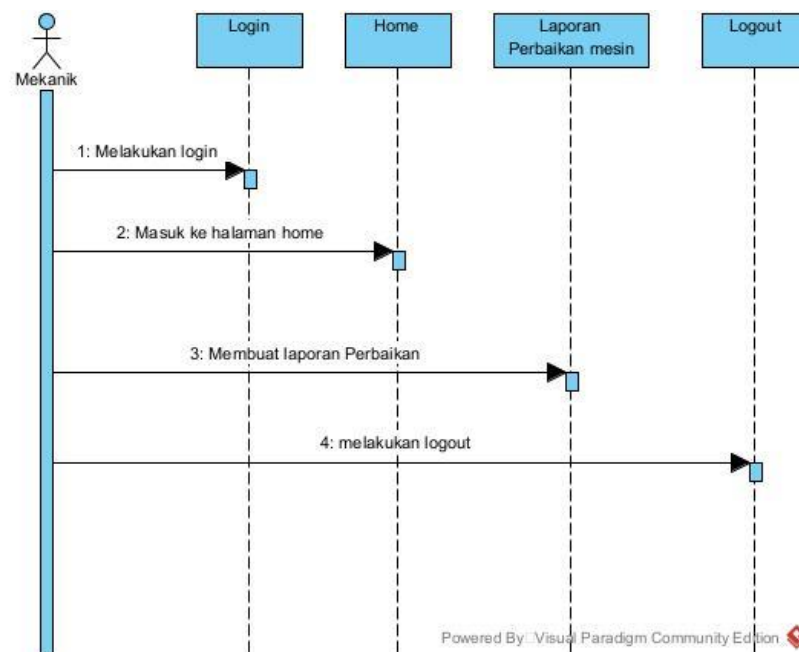 Login
Home
Laporan
Perbaikan mesin
Logout
Mekanik
1: Melakukan login
2: Masuk ke halaman home
3: Membuat laporan Perbaikan
4: melakukan logout
Powered By Visual Paradigm Community Edition